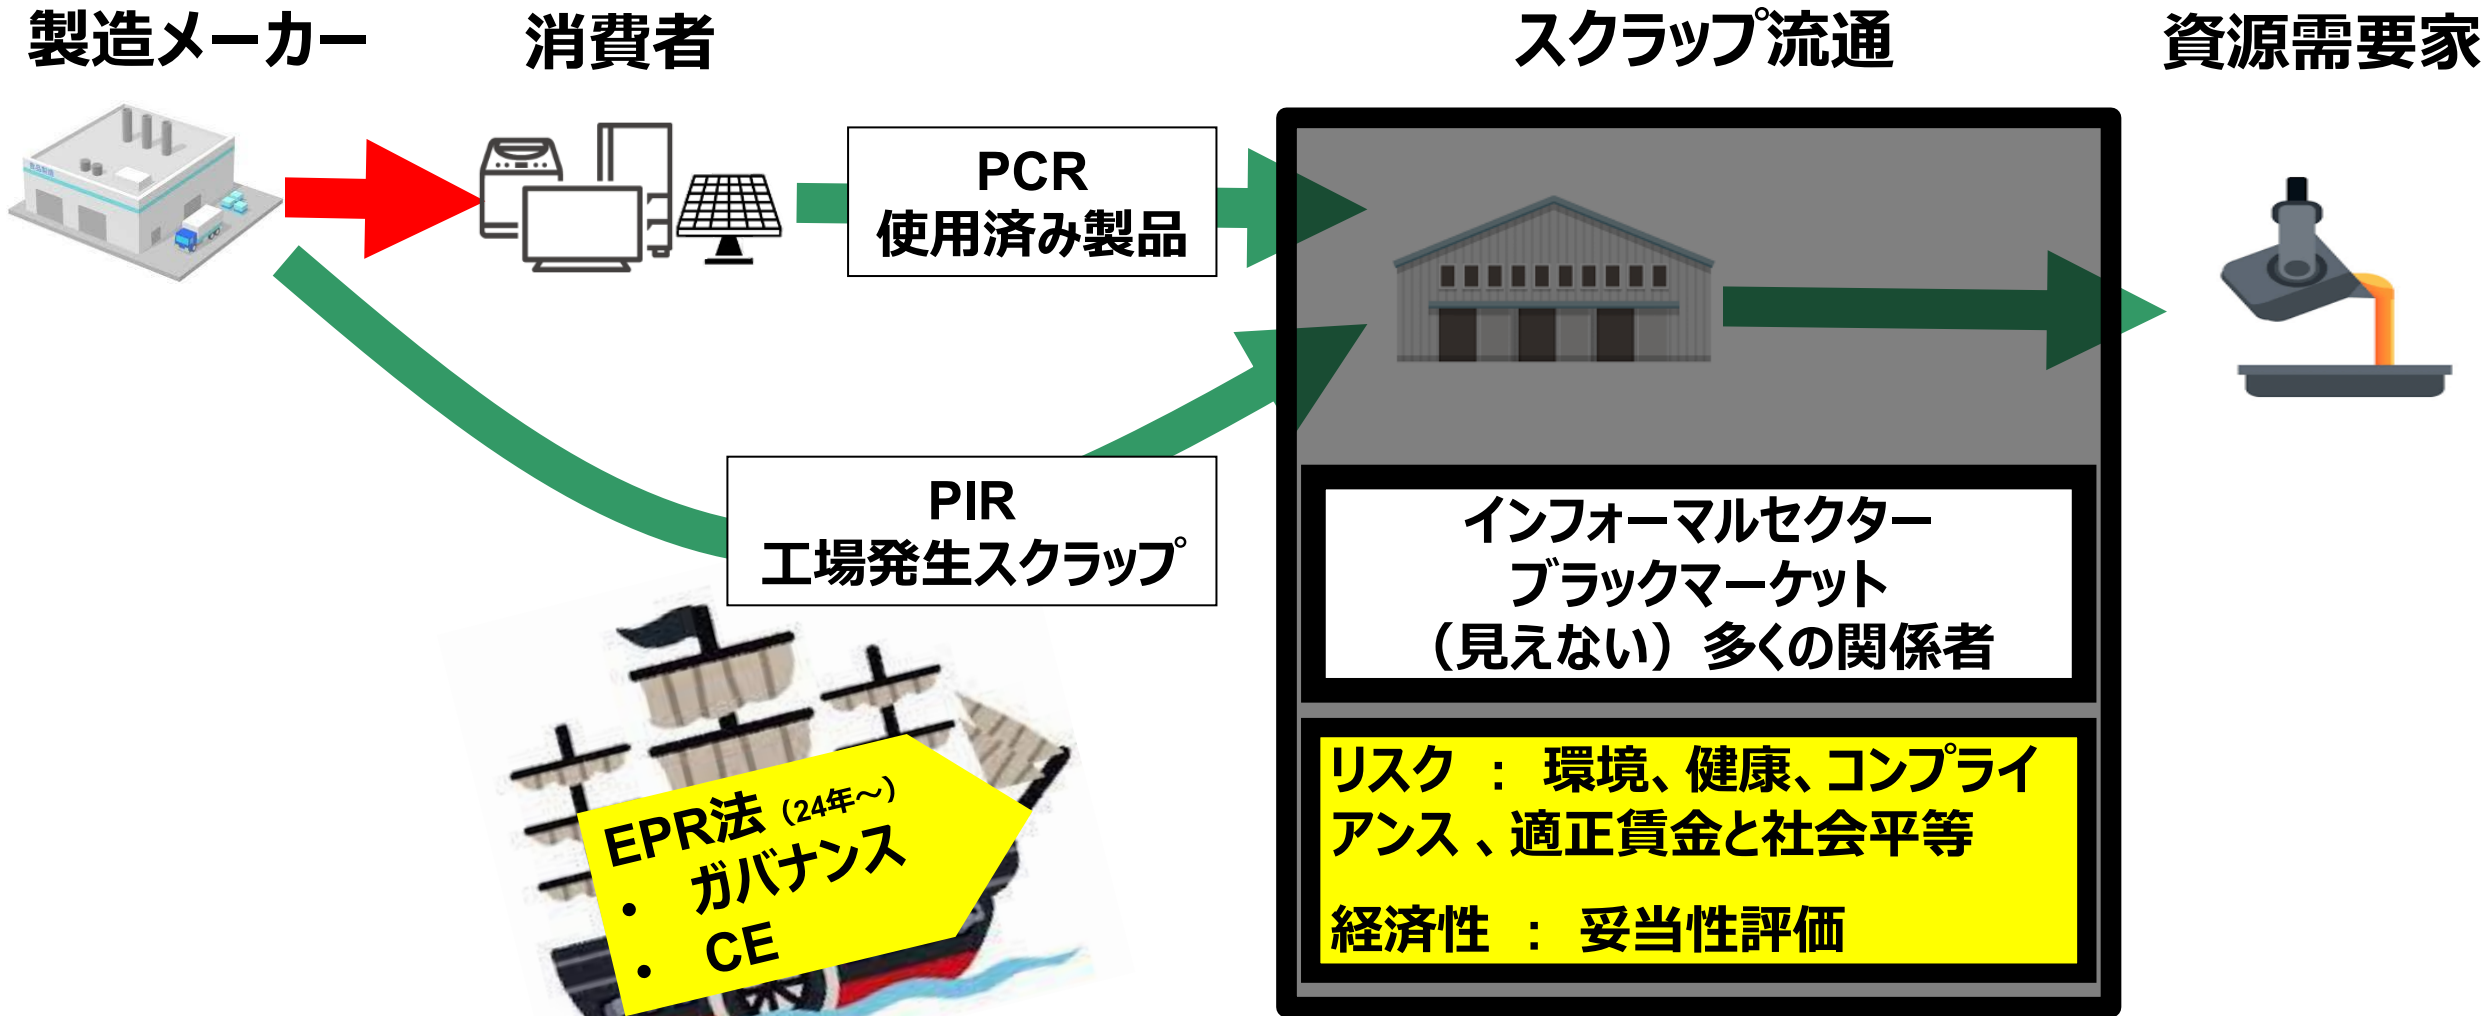 製造メーカー
消費者
スクラップ流通
資源需要家
PCR
使用済み製品
PIR
工場発生スクラップ
インフォーマルセクター
ブラックマーケット
（見えない）多くの関係者
EPR法（24年～）
• ガバナンス
• CE
リスク ： 環境、健康、コンプライ
アンス 、適正賃金と社会平等
経済性 ： 妥当性評価